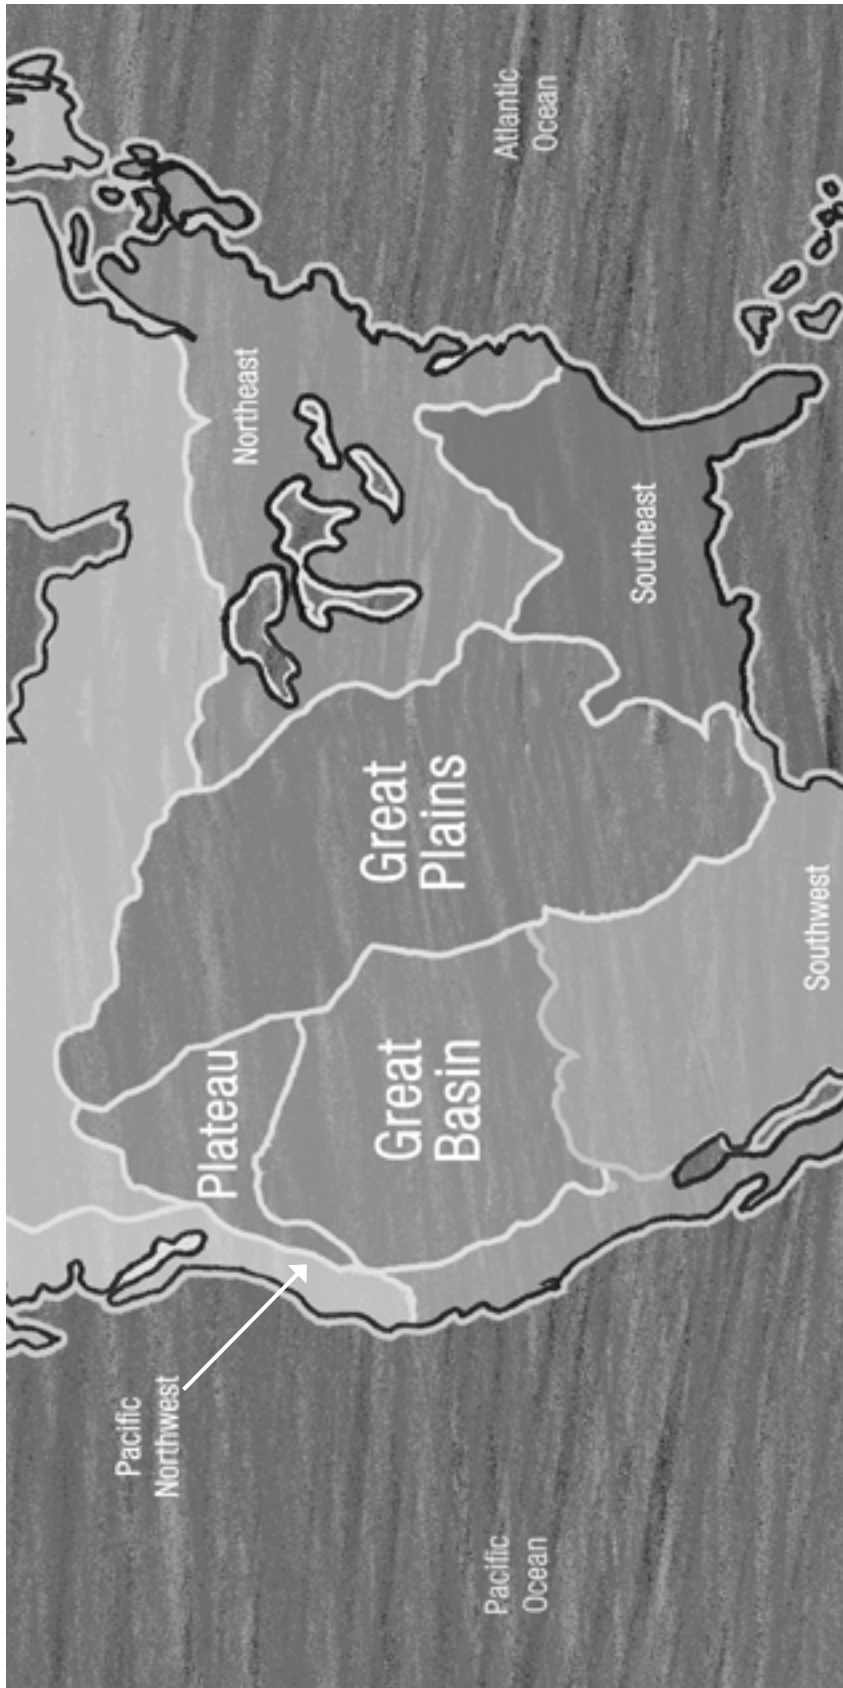 Pacific
Northwest
Plateau
Great
Basin
Great
Plains
Northeast
Southeast
Southwest
Pacific
Ocean
Atlantic
Ocean